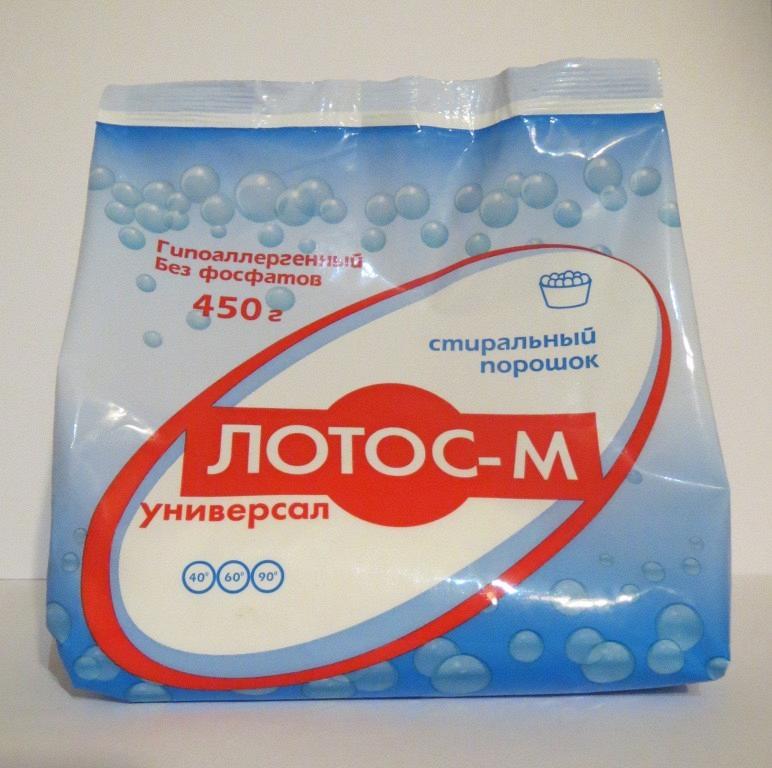 Гипоаллергенный
Без фосфатов
450 г
стиральный
порошок
ЛОТОС-М
универсал
40° 60° 90°